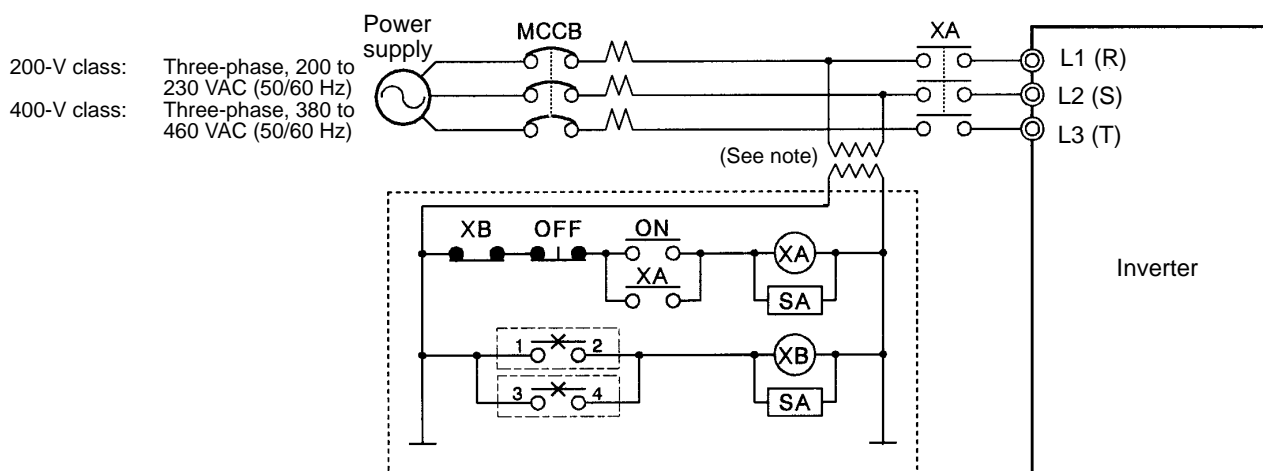 Power
supply
MCCB
XA
200-V class: Three-phase, 200 to
230 VAC (50/60 Hz)
400-V class: Three-phase, 380 to
460 VAC (50/60 Hz)
L1 (R)
L2 (S)
L3 (T)
(See note)
XB OFF ON
XA
XA
SA
Inverter
1 2
XB
3 4
SA